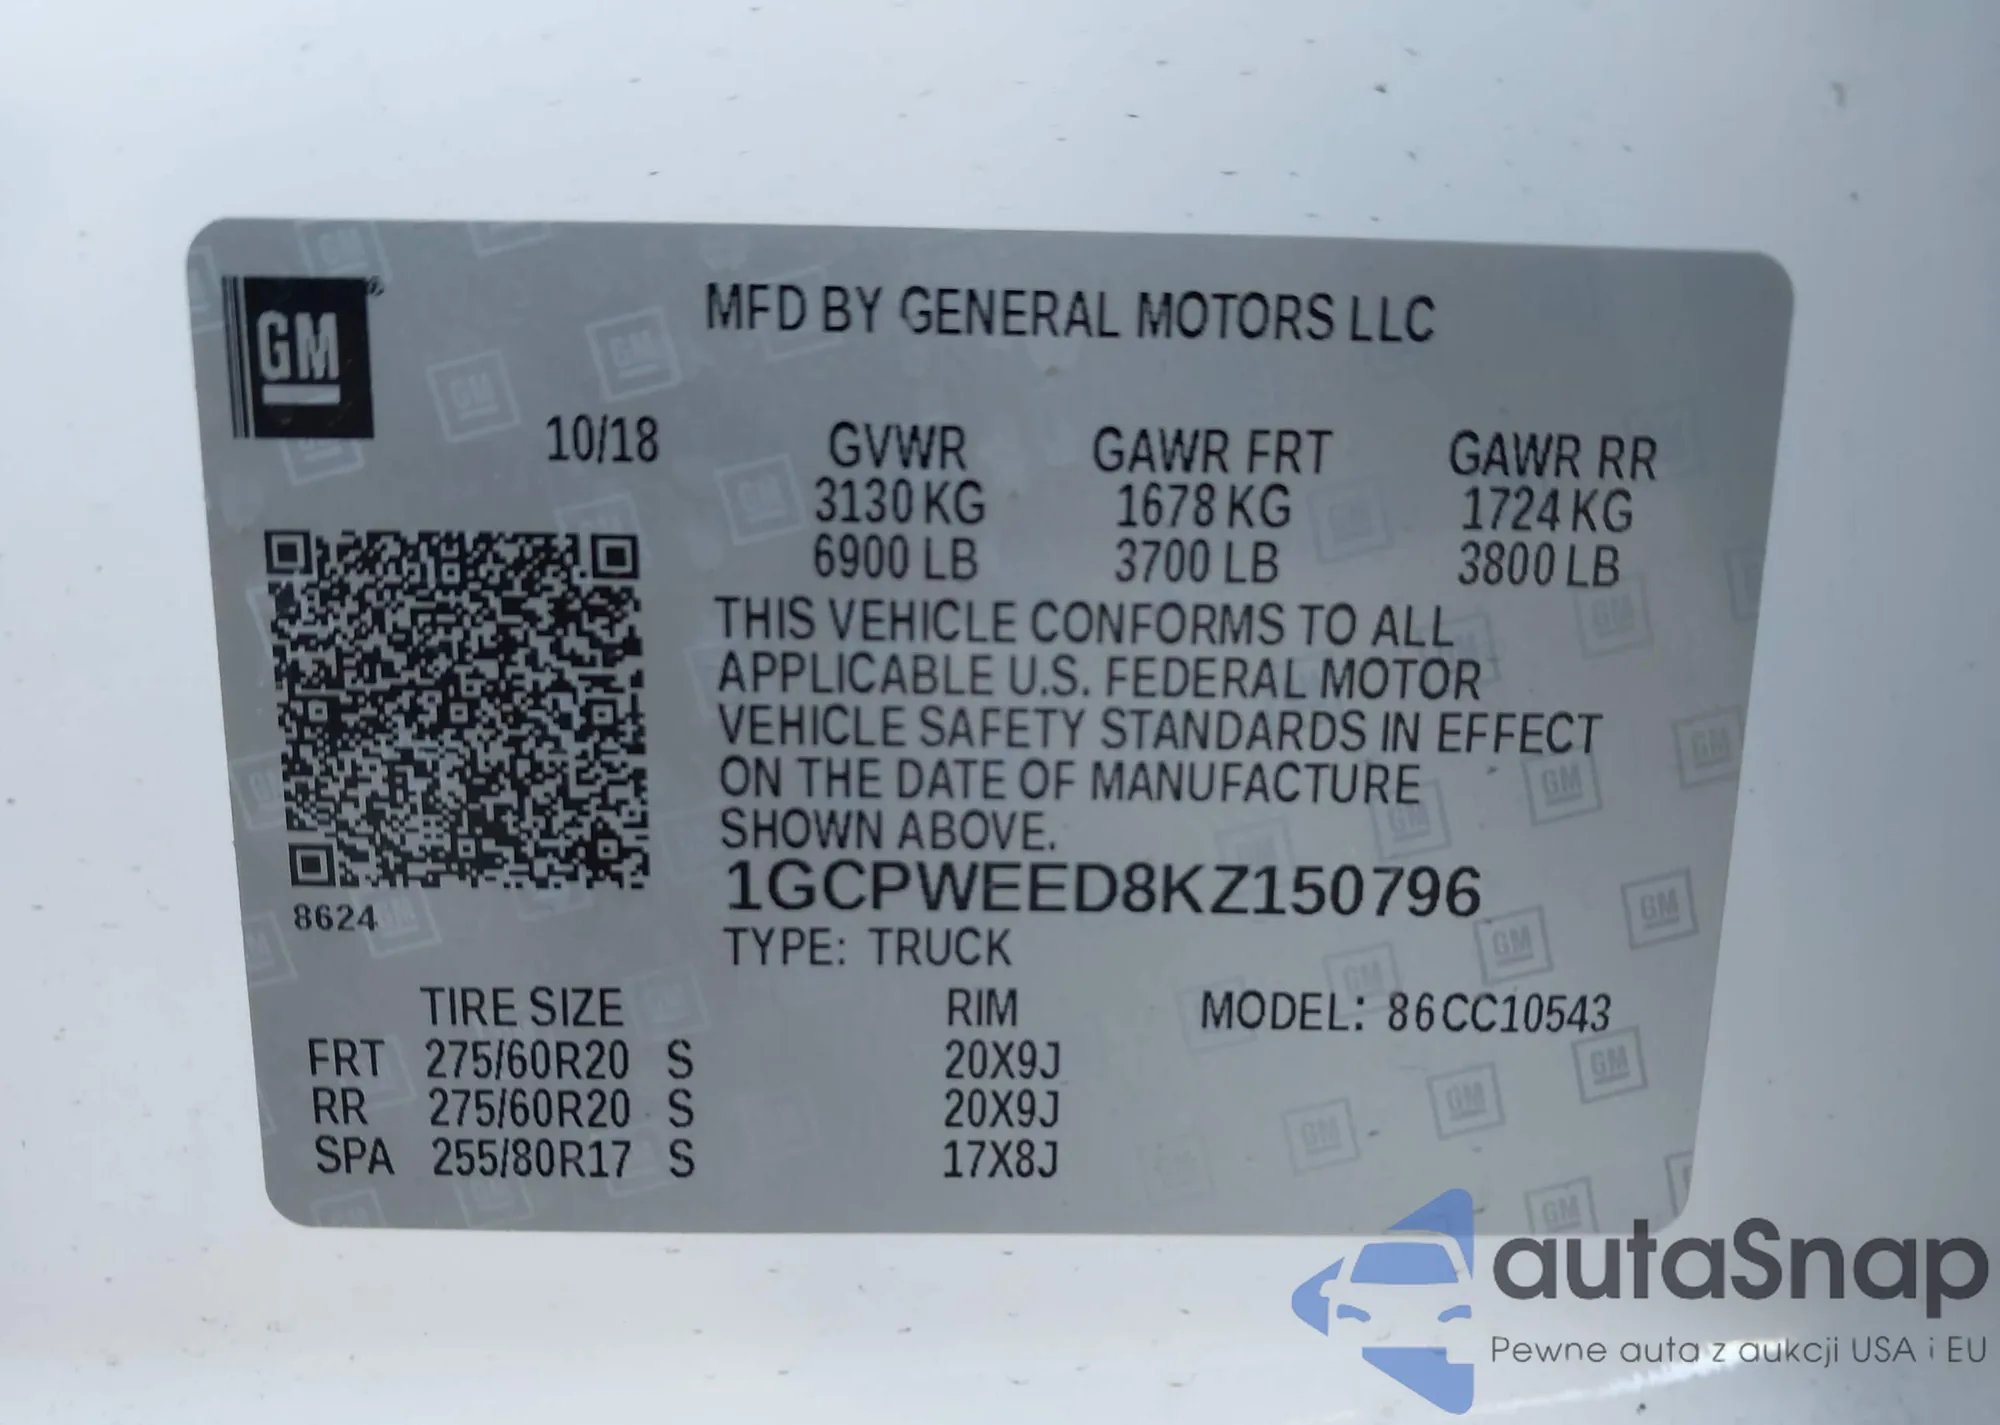 GM
MFD BY GENERAL MOTORS LLC
10/18 GVWR GAWR FRT GAWR RR
3130 KG 1678 KG 1724 KG
6900 LB 3700 LB 3800 LB
THIS VEHICLE CONFORMS TO ALL
APPLICABLE U.S. FEDERAL MOTOR
VEHICLE SAFETY STANDARDS IN EFFECT
ON THE DATE OF MANUFACTURE
SHOWN ABOVE.
1GCPWEED8KZ150796
8624
TYPE: TRUCK
TIRE SIZE RIM MODEL: 86CC10543
FRT 275/60R20 S 20X9J
RR 275/60R20 S 20X9J
SPA 255/80R17 S 17X8J
autaSnap
Pewne auta z aukcji USA i EU